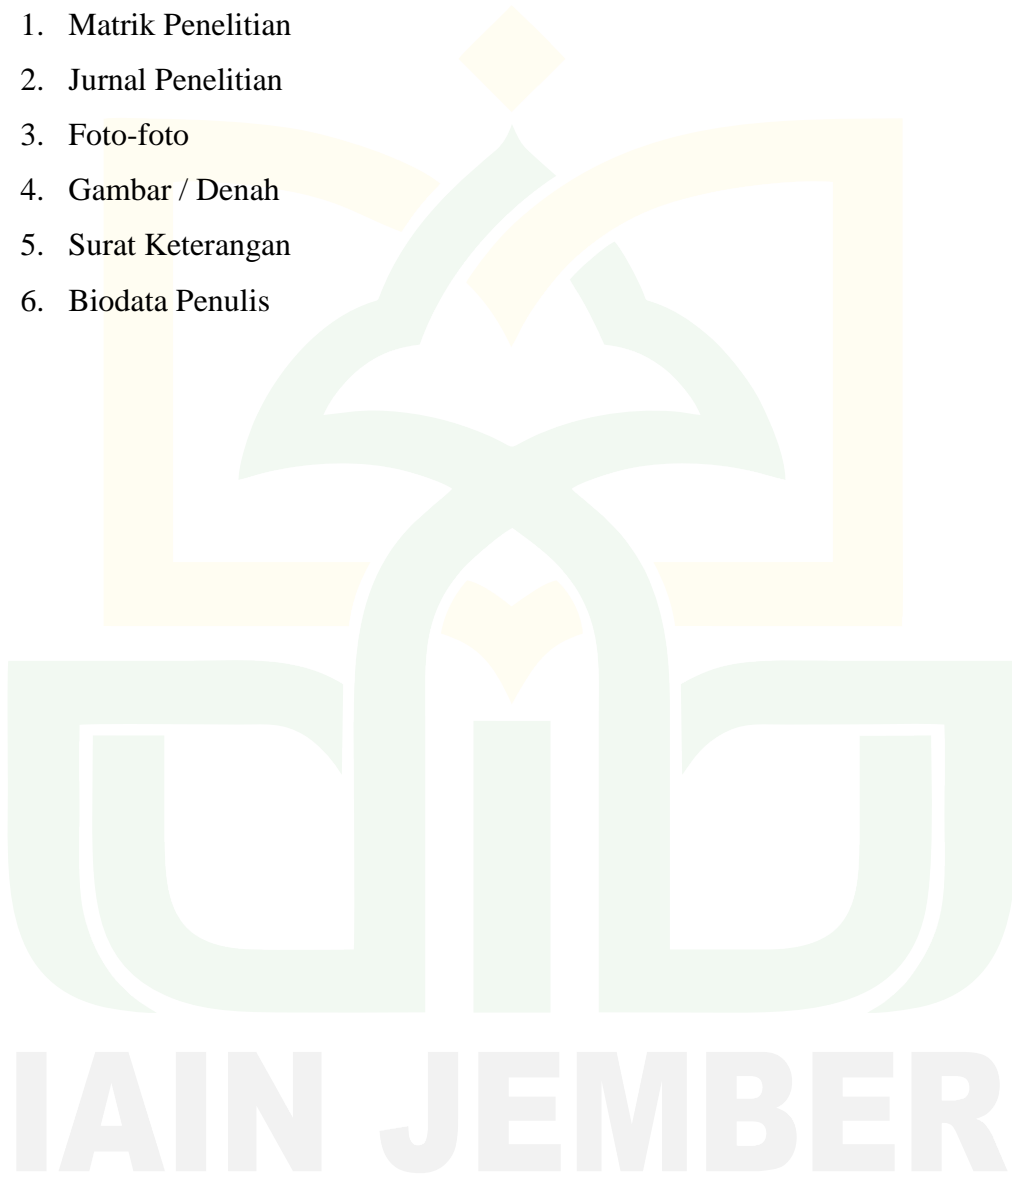 1. Matrik Penelitian
2. Jurnal Penelitian
3. Foto-foto
4. Gambar / Denah
5. Surat Keterangan
6. Biodata Penulis
IAIN JEMBER